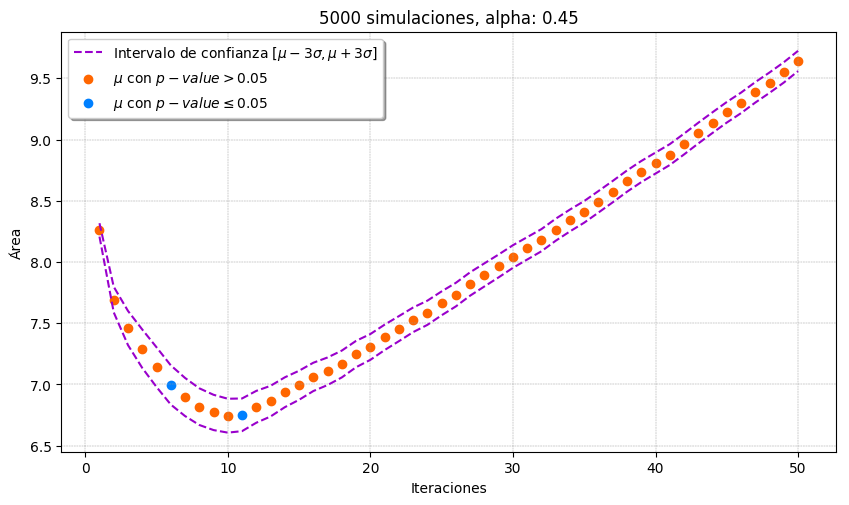 5000 simulaciones, alpha: 0.45
Intervalo de confianza [μ − 3σ, μ + 3σ]
μ con p − value > 0.05
μ con p − value ≤ 0.05
Área
9.5
9.0
8.5
8.0
7.5
7.0
6.5
0 10 20 30 40 50
Iteraciones